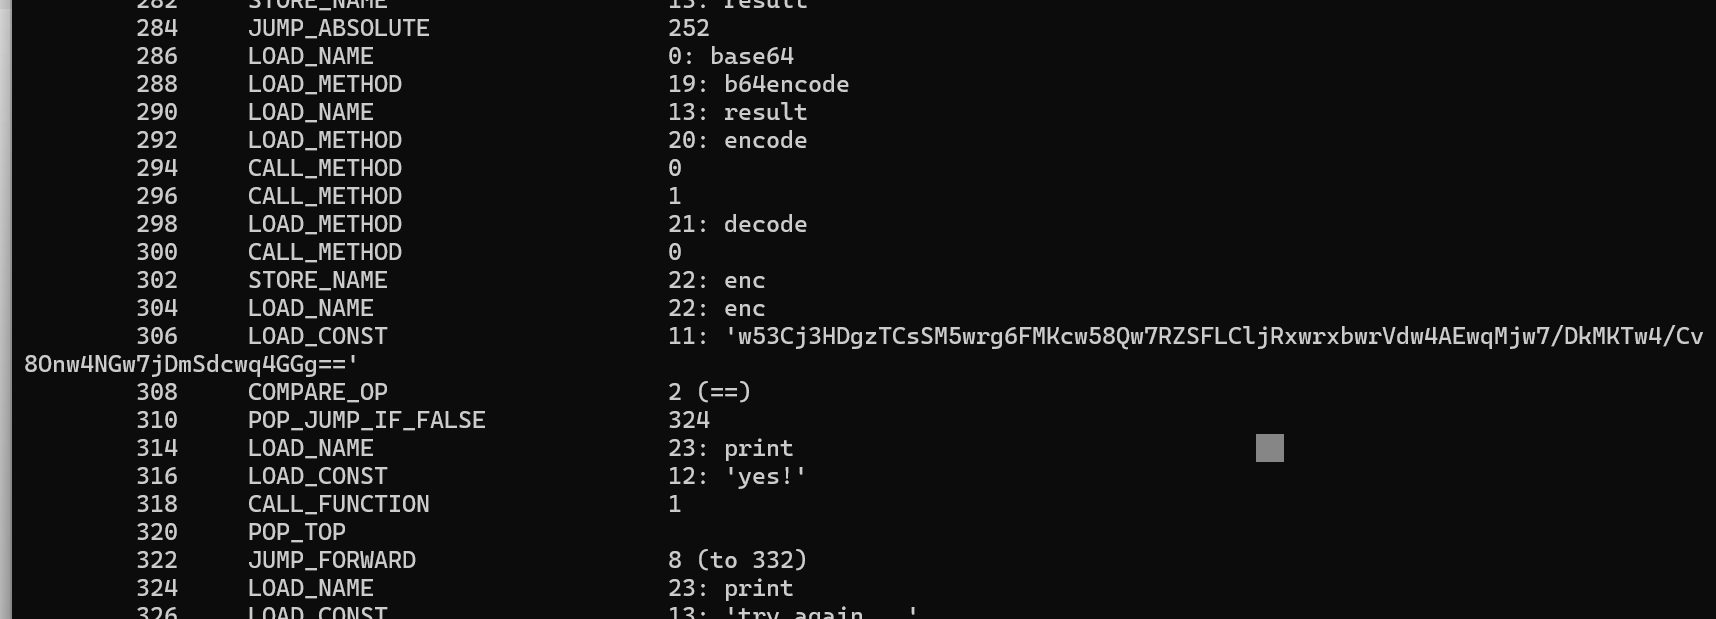 282 STORE_NAME 13: result
284 JUMP_ABSOLUTE 252
286 LOAD_NAME 0: base64
288 LOAD_METHOD 19: b64encode
290 LOAD_NAME 13: result
292 LOAD_METHOD 20: encode
294 CALL_METHOD 0
296 CALL_METHOD 1
298 LOAD_METHOD 21: decode
300 CALL_METHOD 0
302 STORE_NAME 22: enc
304 LOAD_NAME 22: enc
306 LOAD_CONST 11: 'w53Cj3HDgzTCsSM5wrg6FMKcw58Qw7RZSFLCljRxwrxbwrVdw4AEwqMjw7/DkMKTw4/Cv
8Onw4NGw7jDmSdcwq4GGg=='
308 COMPARE_OP 2 (==)
310 POP_JUMP_IF_FALSE 324
314 LOAD_NAME 23: print
316 LOAD_CONST 12: 'yes!'
318 CALL_FUNCTION 1
320 POP_TOP
322 JUMP_FORWARD 8 (to 332)
324 LOAD_NAME 23: print
326 LOAD_CONST 13: 'try again...'